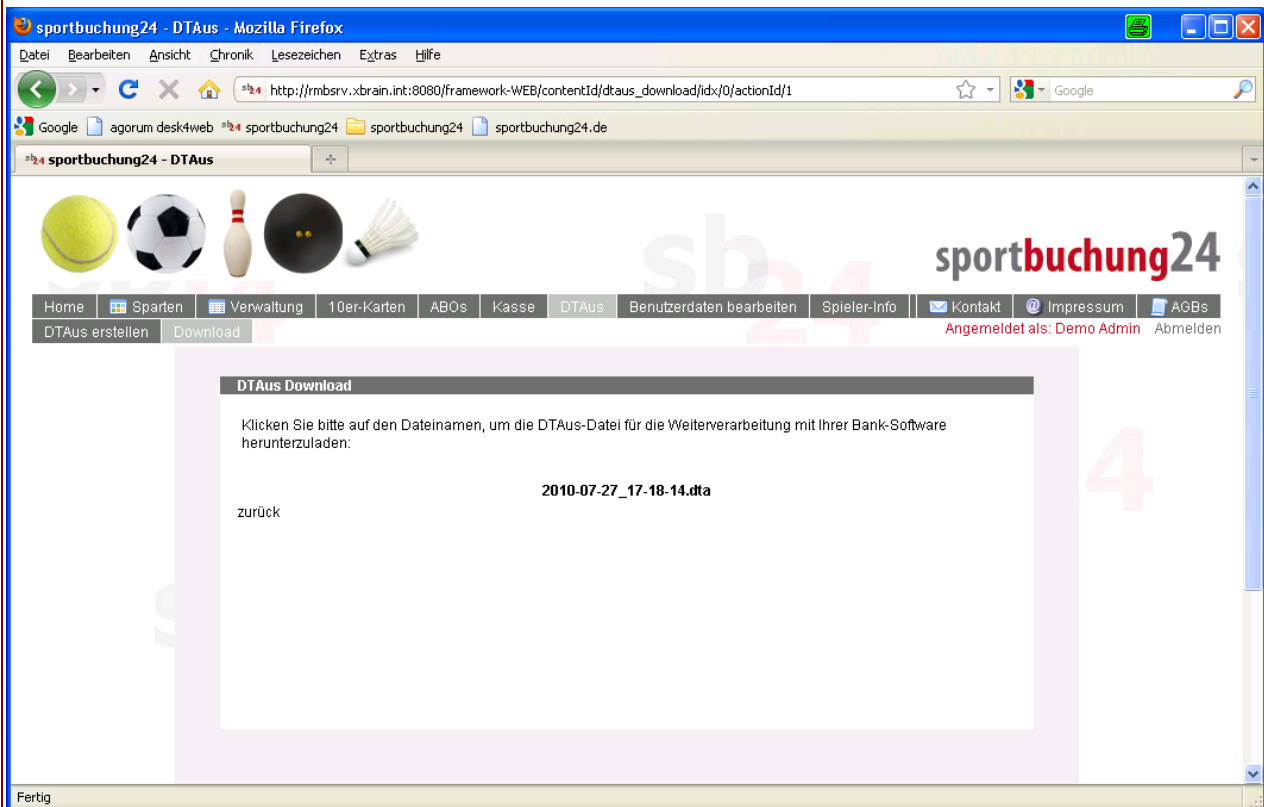 sportbuchung24 - DTAus - Mozilla Firefox
Datei Bearbeiten Ansicht Chronik Lesezeichen Extras Hilfe
sb24 http://rmbsrv.xbrain.int:8080/framework-WEB/contentId/dtaus_download/idx/0/actionId/1 Google
Google agorum desk4web sb24 sportbuchung24 sportbuchung24 sportbuchung24.de
sb24 sportbuchung24 - DTAus
sb24
sportbuchung24
Home Sparten Verwaltung 10er-Karten ABOs Kasse DTAus Benutzerdaten bearbeiten Spieler-Info Kontakt Impressum AGBs
DTAus erstellen Download Angemeldet als: Demo Admin Abmelden
DTAus Download
Klicken Sie bitte auf den Dateinamen, um die DTAus-Datei für die Weiterverarbeitung mit Ihrer Bank-Software
herunterzuladen:
2010-07-27_17-18-14.dta
zurück
Fertig